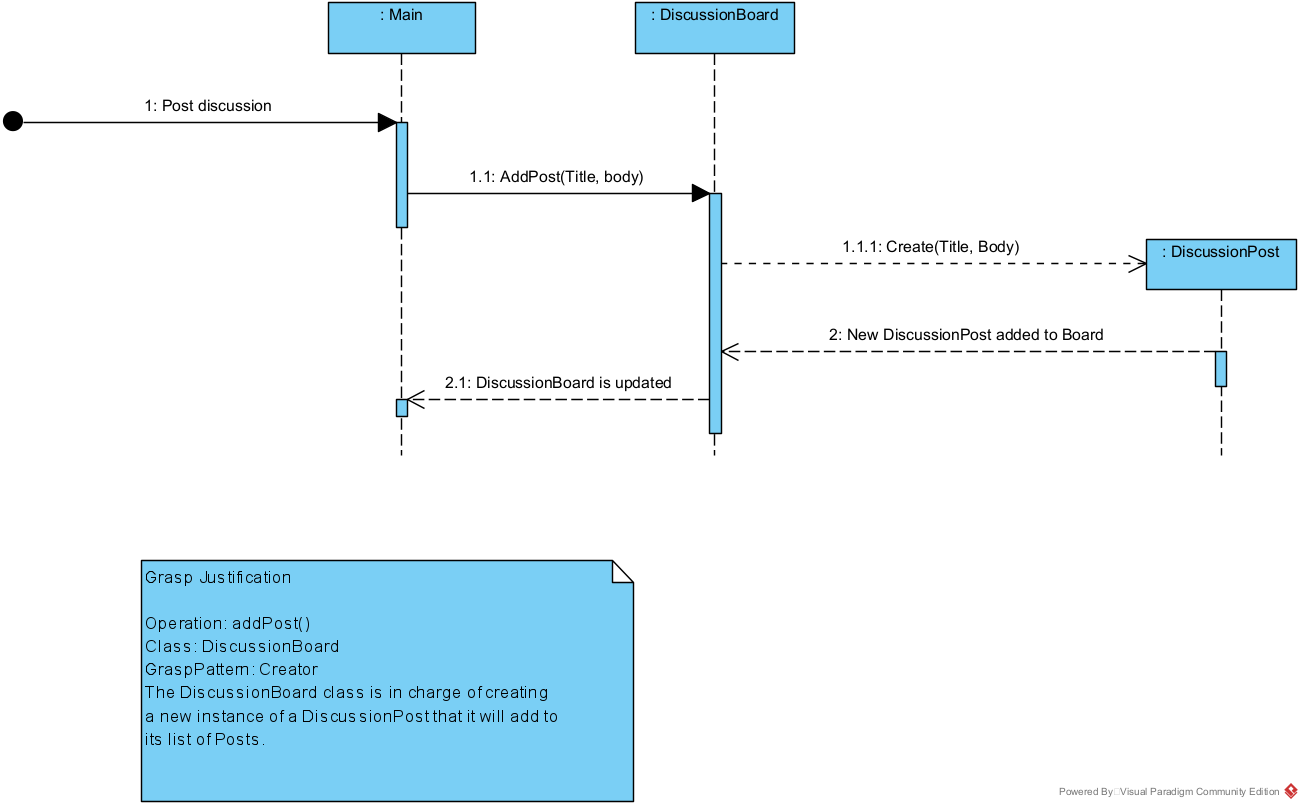 : Main
: DiscussionBoard
1: Post discussion
1.1: AddPost(Title, body)
1.1.1: Create(Title, Body)
: DiscussionPost
2: New DiscussionPost added to Board
2.1: DiscussionBoard is updated
Grasp Justification
Operation: addPost()
Class: DiscussionBoard
GraspPattern: Creator
The DiscussionBoard class is in charge of creating
a new instance of a DiscussionPost that it will add to
its list of Posts.
Powered By Visual Paradigm Community Edition